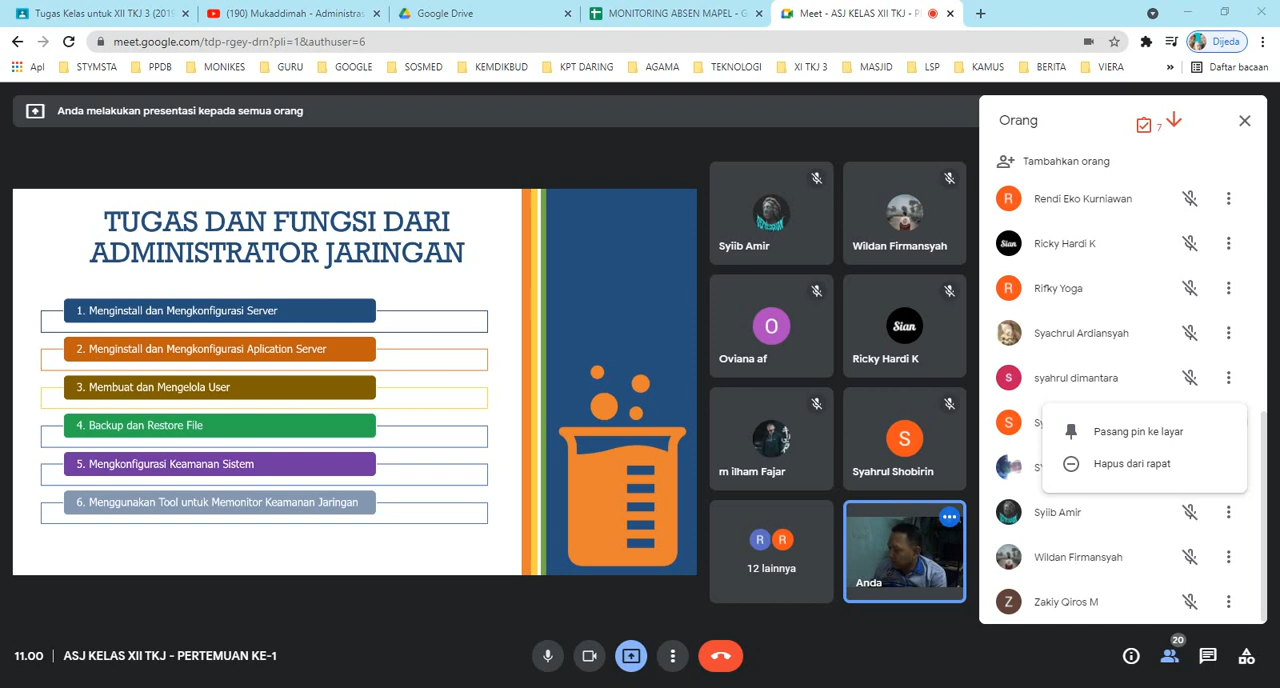 Tugas Kelas untuk XII TKJ 3 (2019
(190) Mukaddimah - Administras
Google Drive
MONITORING ABSEN MAPEL - G
Meet - ASJ KELAS XII TKJ - P
meet.google.com/tdp-rgey-drn?pli=1&authuser=6
Dijeda
Apl
STYMSTA
PPDB
MONIKES
GURU
GOOGLE
SOSMED
KEMDIKBUD
KPT DARING
AGAMA
TEKNOLOGI
XI TKJ 3
MASJID
LSP
KAMUS
BERITA
VIERA
»
Daftar bacaan
Anda melakukan presentasi kepada semua orang
TUGAS DAN FUNGSI DARI
ADMINISTRATOR JARINGAN
1. Menginstall dan Mengkonfigurasi Server
2. Menginstall dan Mengkonfigurasi Aplication Server
3. Membuat dan Mengelola User
4. Backup dan Restore File
5. Mengkonfigurasi Keamanan Sistem
6. Menggunakan Tool untuk Memonitor Keamanan Jaringan
Syiib Amir
Wildan Firmansyah
O
Oviana af
Sian
Ricky Hardi K
m ilham Fajar
S
Syahrul Shobirin
R R
12 lainnya
Anda
Orang
7
Tambahkan orang
R Rendi Eko Kurniawan
Sian Ricky Hardi K
R Rifky Yoga
Syachrul Ardiansyah
s syahrul dimantara
S Sy
Pasang pin ke layar
Hapus dari rapat
Syiib Amir
Wildan Firmansyah
Z Zakiy Qiros M
11.00 | ASJ KELAS XII TKJ - PERTEMUAN KE-1
20